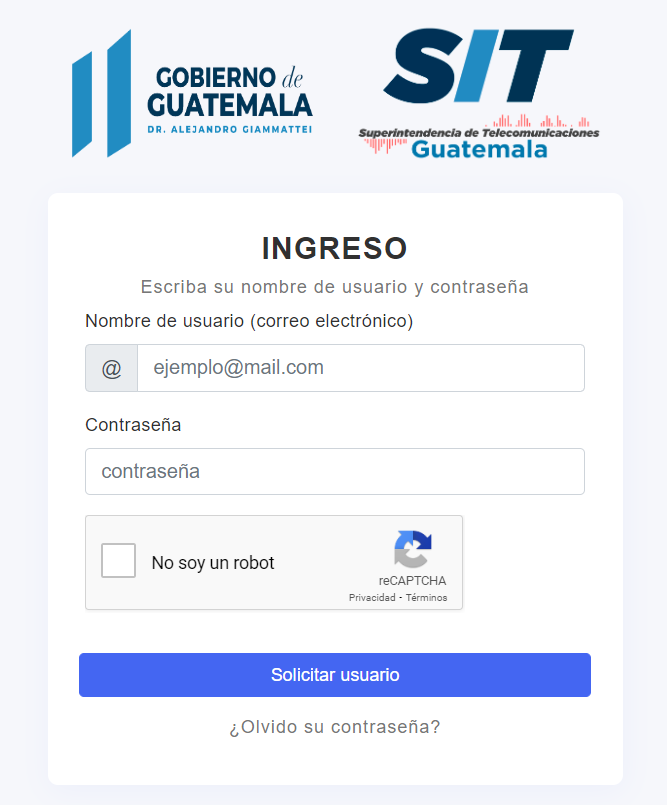 GOBIERNO de
GUATEMALA
DR. ALEJANDRO GIAMMATTEI
SIT
Superintendencia de Telecomunicaciones
Guatemala
INGRESO
Escriba su nombre de usuario y contraseña
Nombre de usuario (correo electrónico)
@ ejemplo@mail.com
Contraseña
contraseña
No soy un robot
reCAPTCHA
Privacidad - Términos
Solicitar usuario
¿Olvido su contraseña?